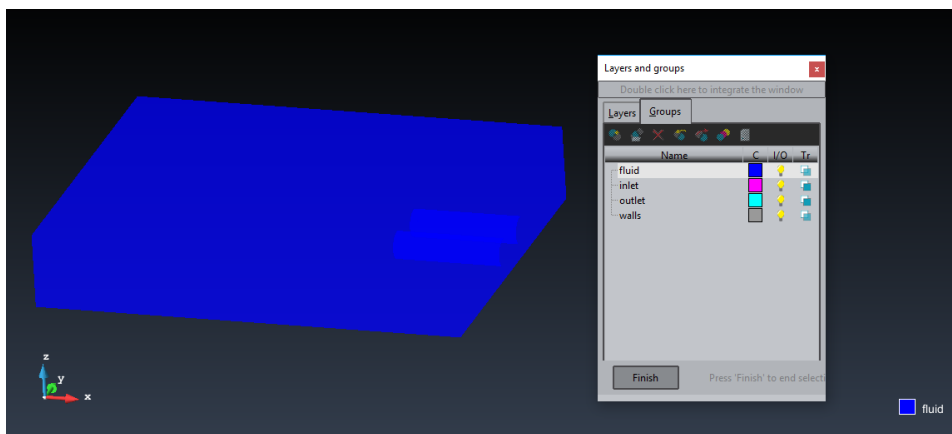 Layers and groups
x
Double click here to integrate the window
Layers Groups
Name C I/O Tr
fluid
inlet
outlet
walls
Finish Press 'Finish' to end selecti
z
y
x
fluid